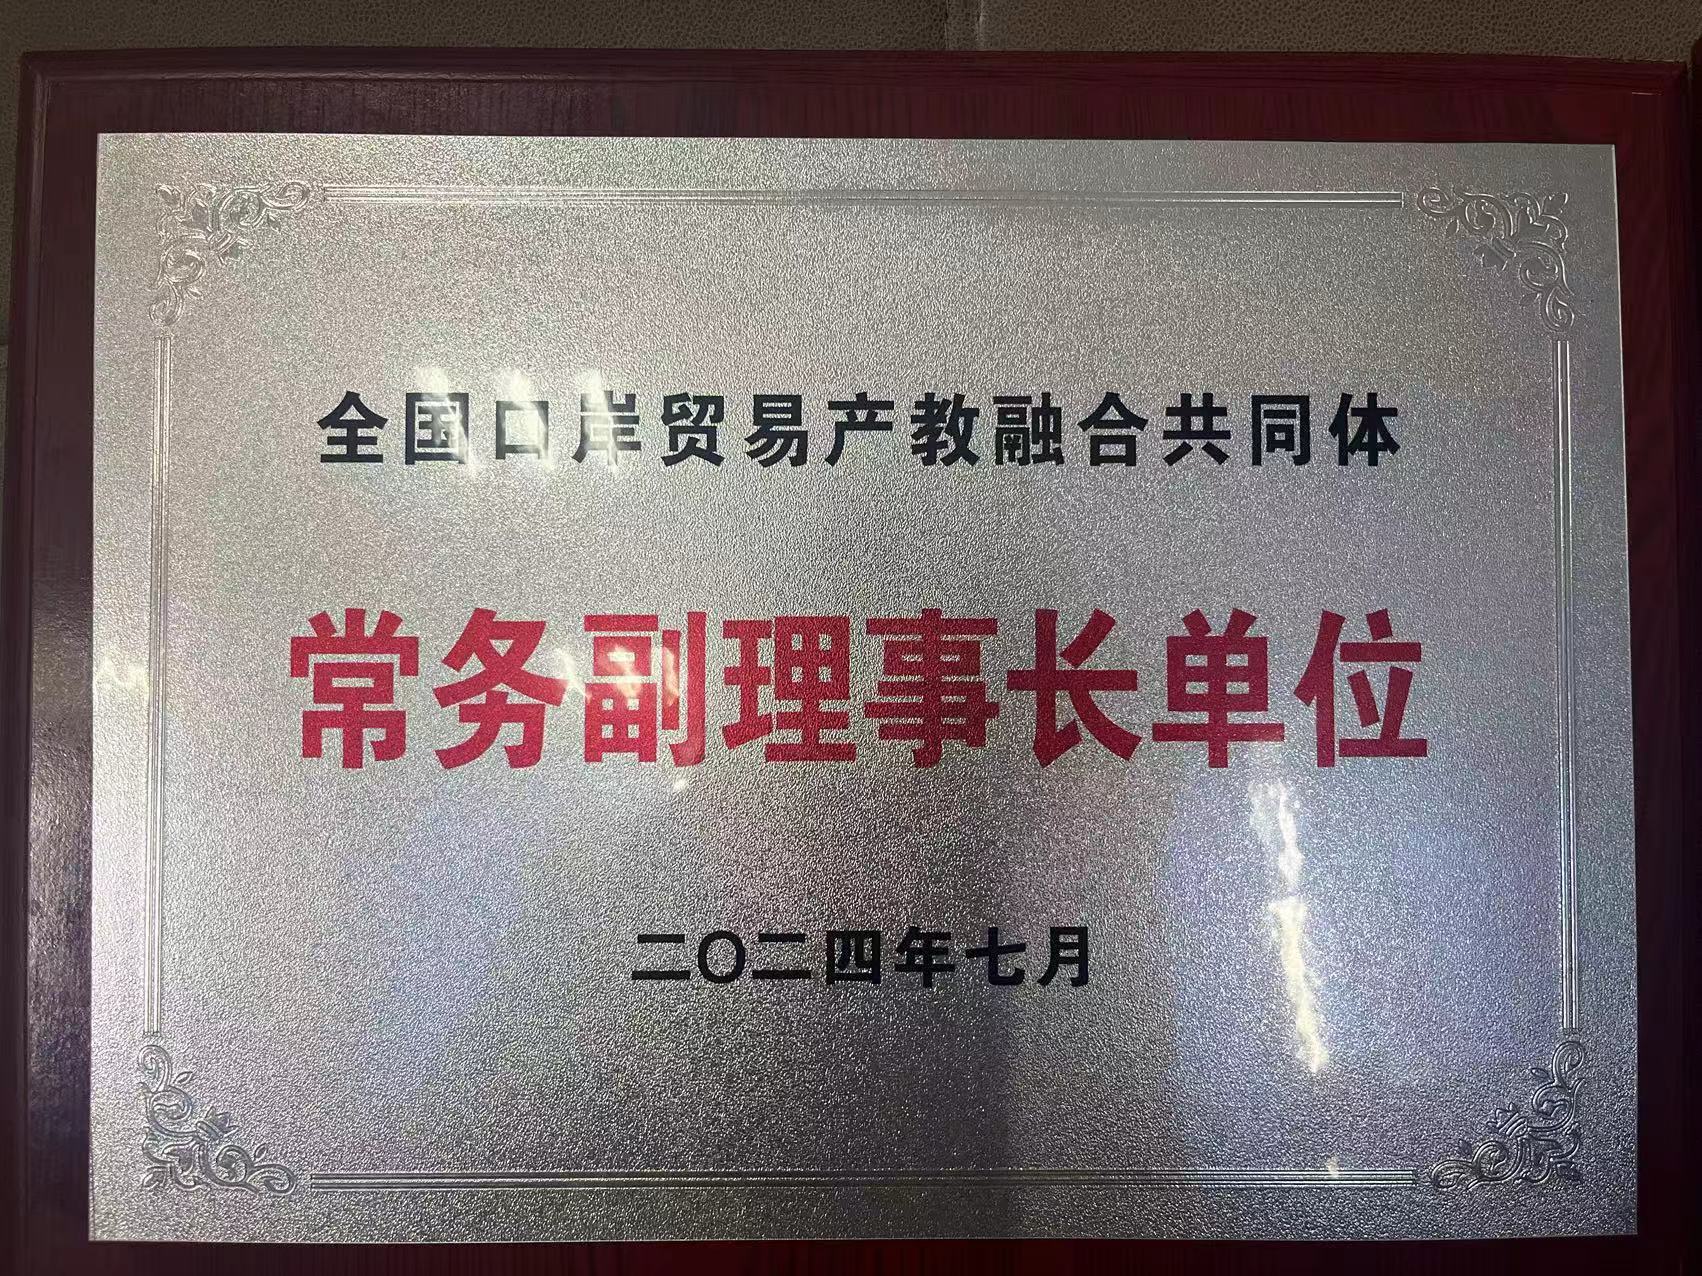 全国口岸贸易产教融合共同体
常务副理事长单位
二〇二四年七月